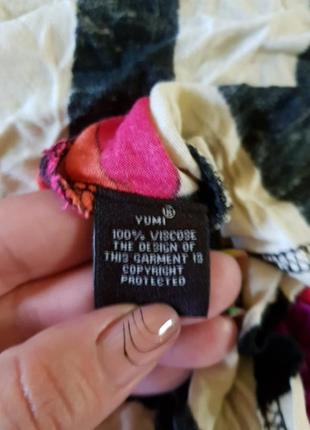 YUMI®
100% VISCOSE
THE DESIGN OF
THIS GARMENT IS
COPYRIGHT
PROTECTED